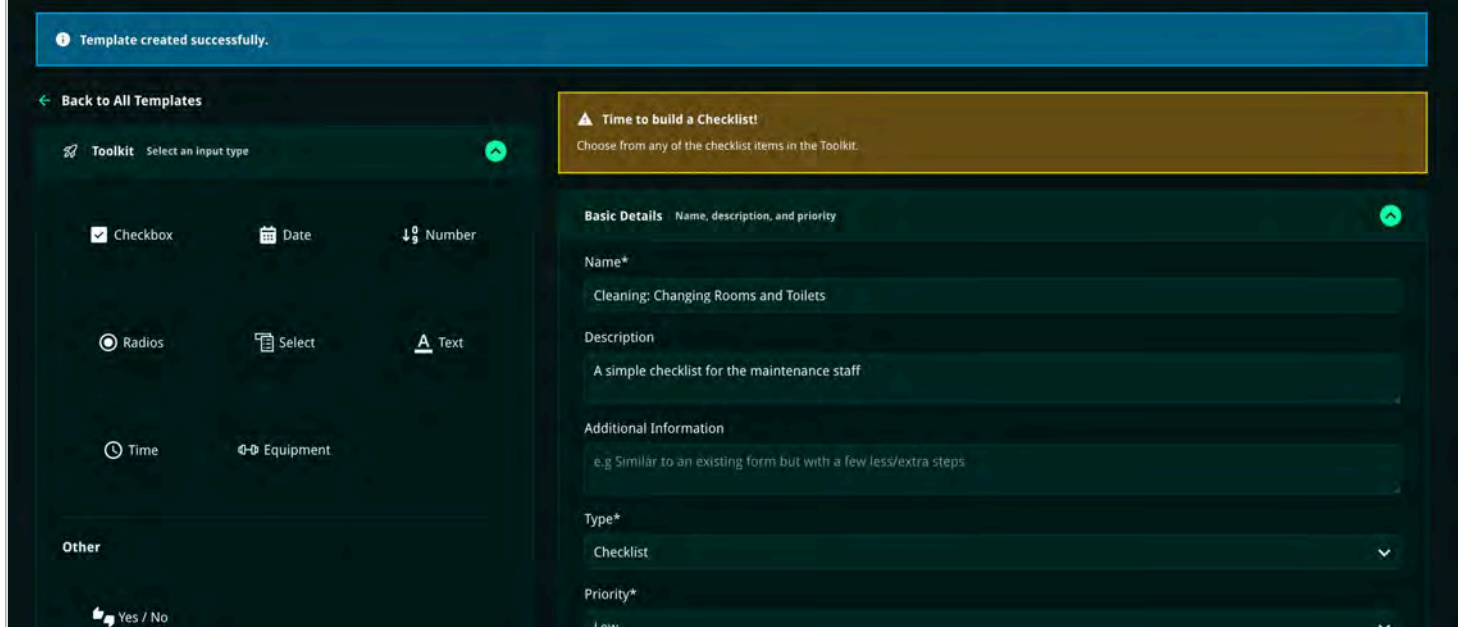 Template created successfully.
Back to All Templates
Toolkit Select an input type
Checkbox
Date
Number
Radios
Select
Text
Time
Equipment
Other
Yes / No
Time to build a Checklist!
Choose from any of the checklist items in the Toolkit.
Basic Details Name, description, and priority
Name*
Cleaning: Changing Rooms and Toilets
Description
A simple checklist for the maintenance staff
Additional Information
e.g Similar to an existing form but with a few less/extra steps
Type*
Checklist
Priority*
Low